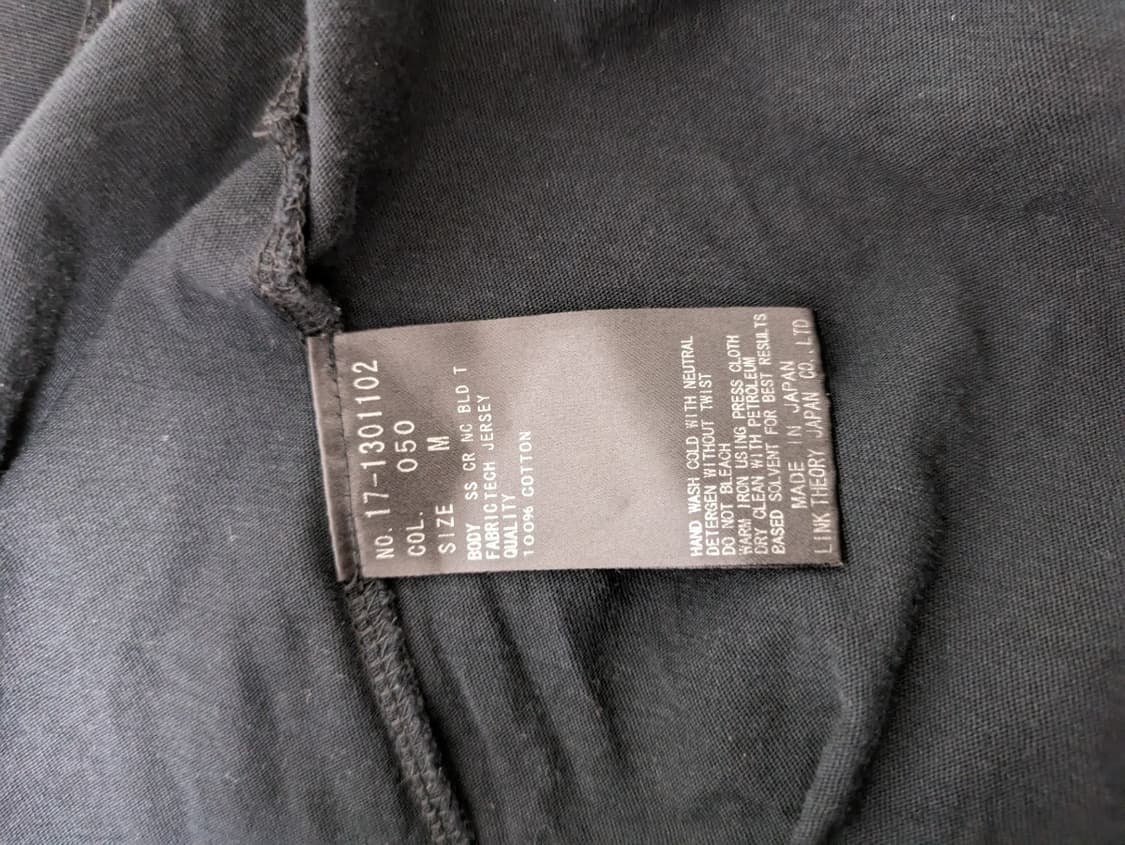 NO. 17-1301102
COL. 050
SIZE M
BODY SS CR NC BLD T
FABRICTECH JERSEY
QUALITY
100% COTTON
HAND WASH COLD WITH NEUTRAL
DETERGEN WITHOUT TWIST
DO NOT BLEACH
WARM IRON USING PRESS CLOTH
DRY CLEAN WITH PETROLEUM
BASED SOLVENT FOR BEST RESULTS
MADE IN JAPAN
LINK THEORY JAPAN CO., LTD